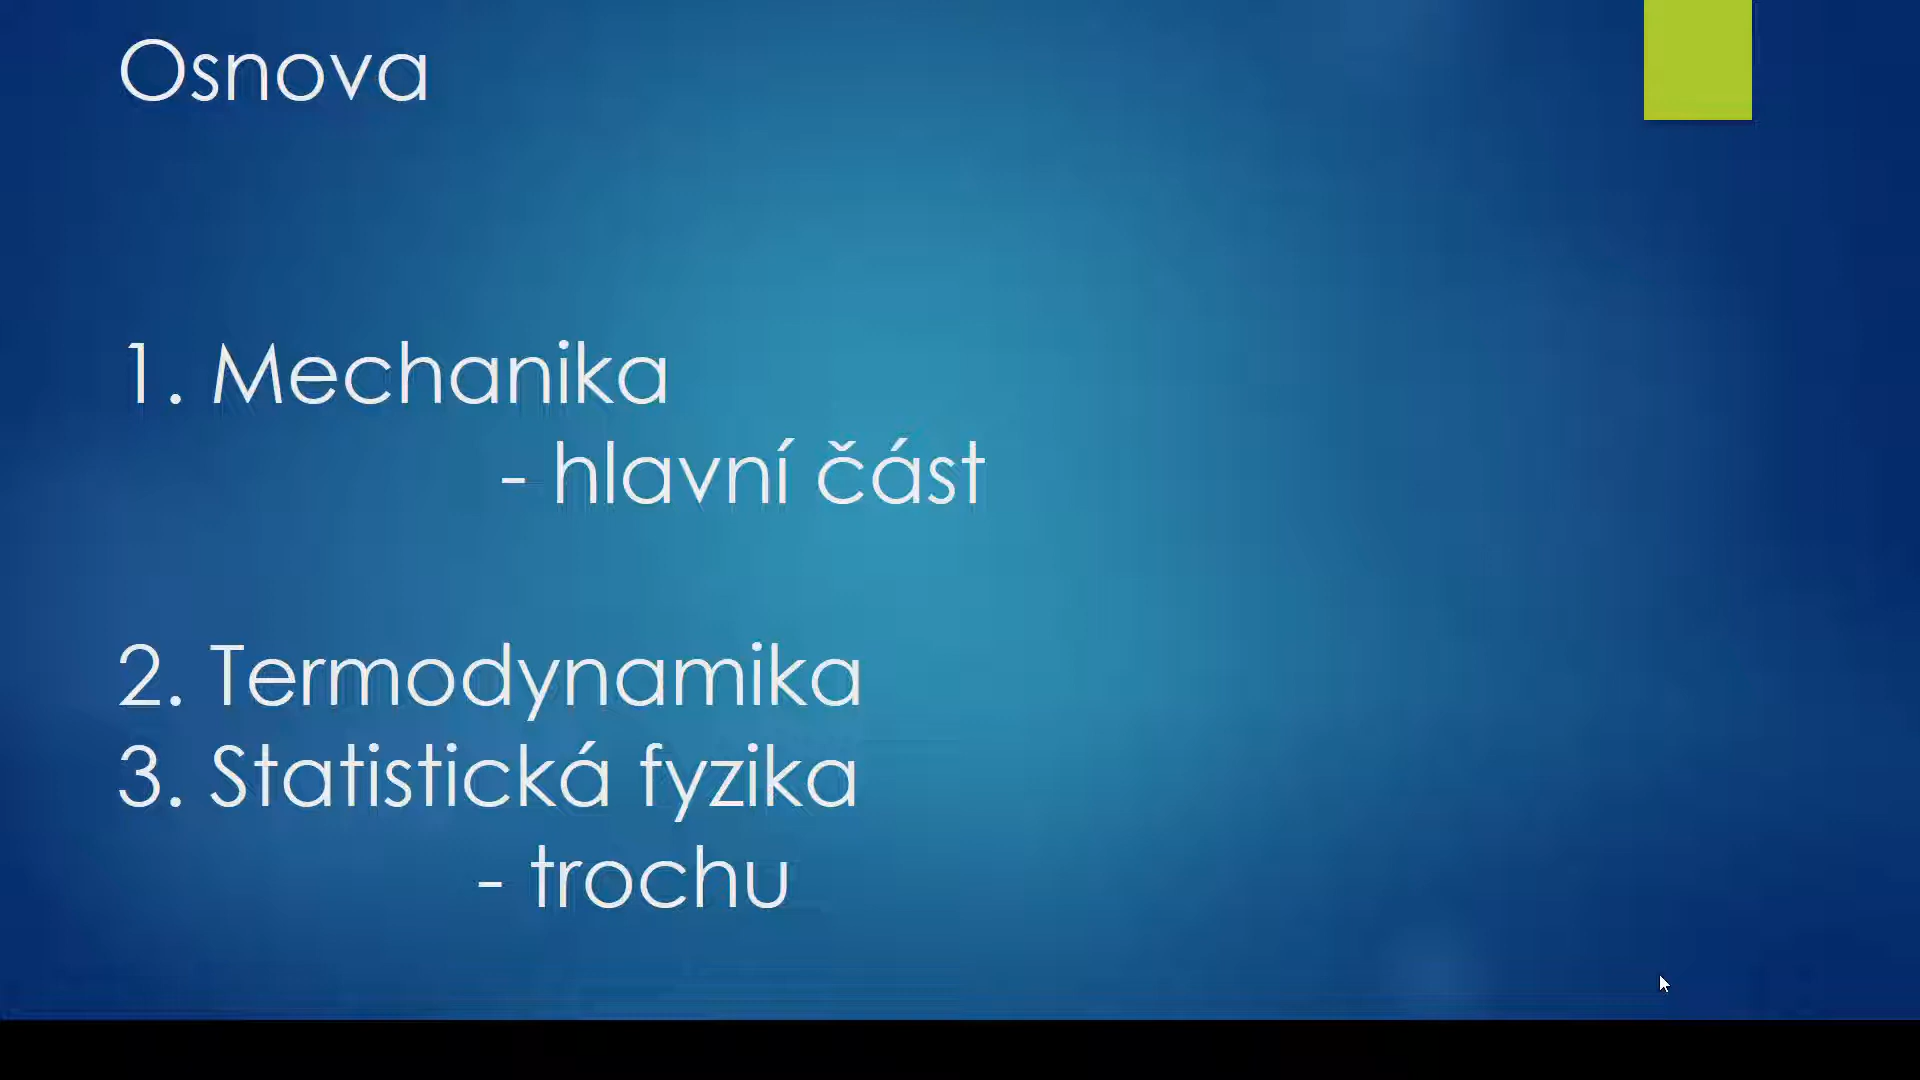 Osnova
1. Mechanika
- hlavní část
2. Termodynamika
3. Statistická fyzika
- trochu